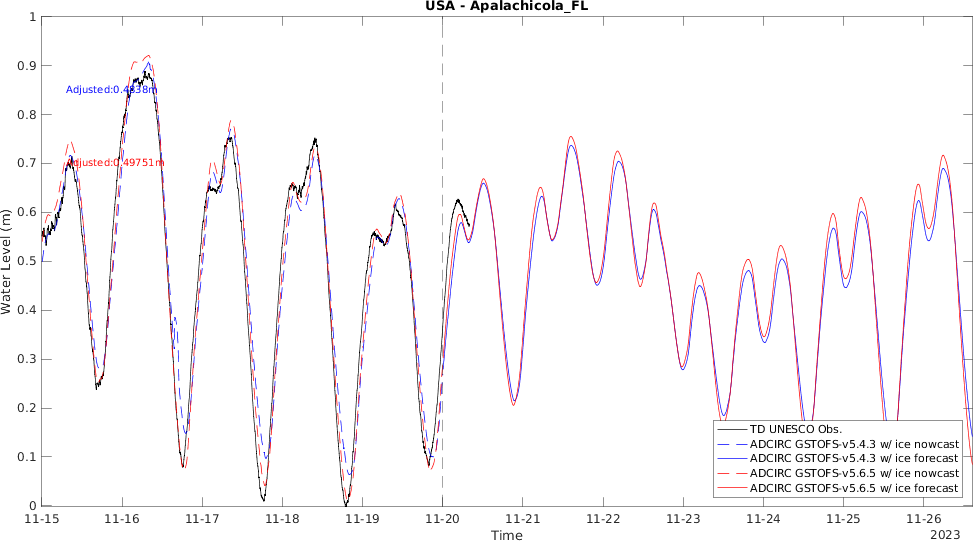 USA - Apalachicola_FL
1
0.9
0.8
0.7
0.6
0.5
0.4
0.3
0.2
0.1
0
Water Level (m)
Adjusted:0.4838m
Adjusted:0.49751m
TD UNESCO Obs.
ADCIRC GSTOFS-v5.4.3 w/ ice nowcast
ADCIRC GSTOFS-v5.4.3 w/ ice forecast
ADCIRC GSTOFS-v5.6.5 w/ ice nowcast
ADCIRC GSTOFS-v5.6.5 w/ ice forecast
11-15 11-16 11-17 11-18 11-19 11-20 11-21 11-22 11-23 11-24 11-25 11-26
Time
2023